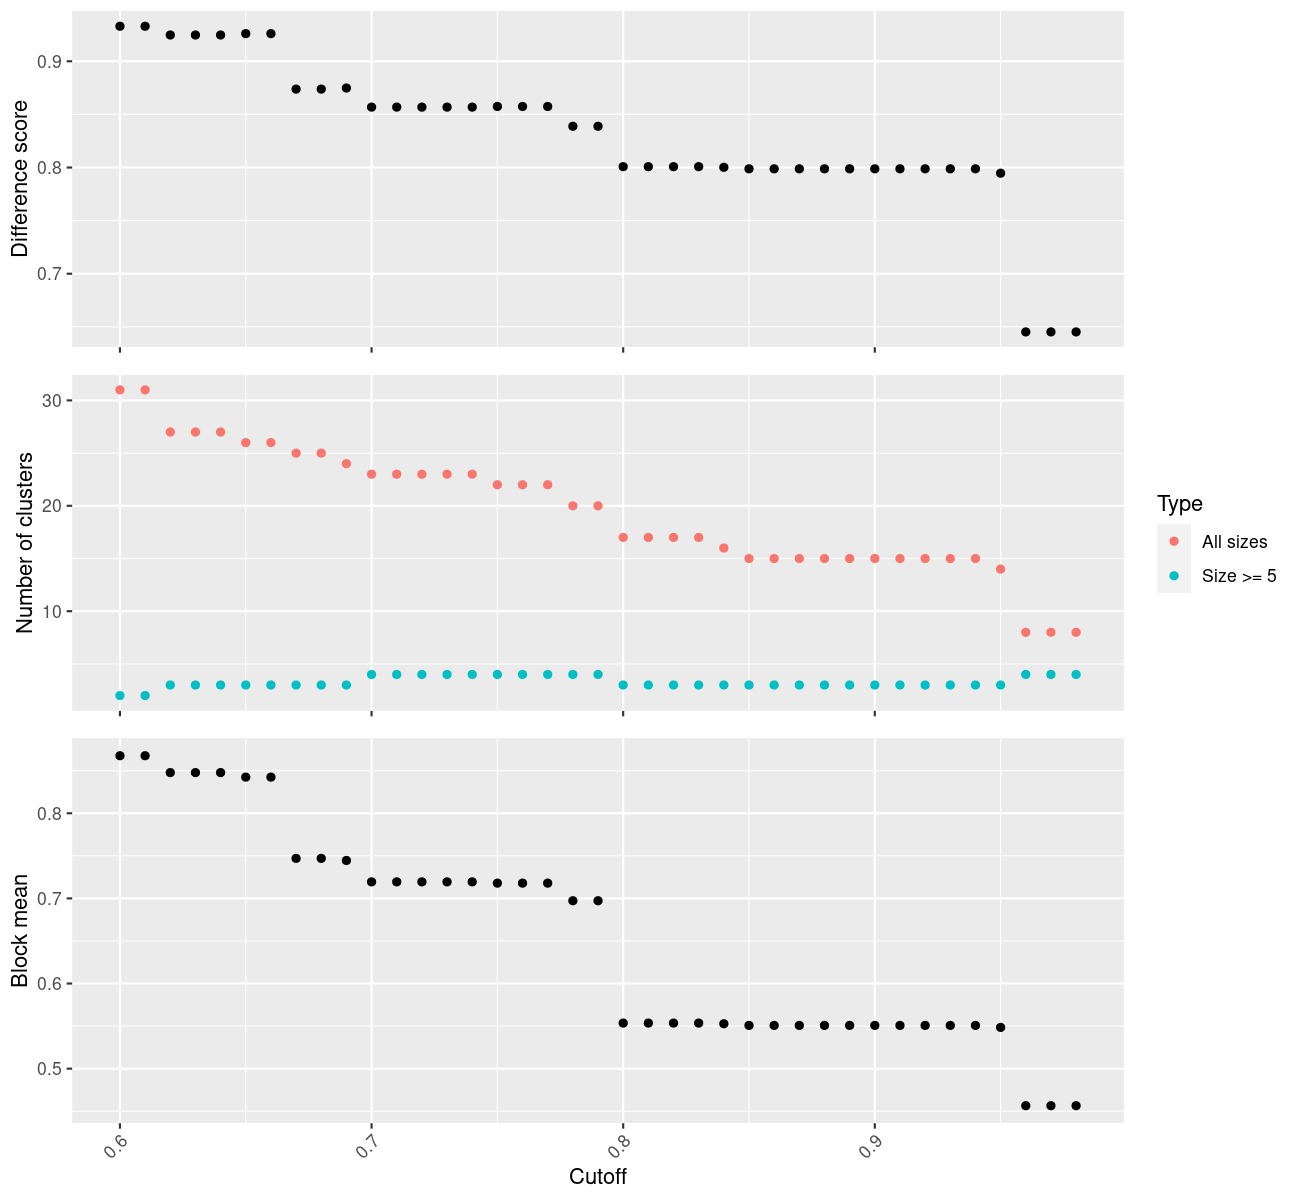 Difference score
0.9
0.8
0.7
Number of clusters
30
20
10
Type
All sizes
Size >= 5
Block mean
0.8
0.7
0.6
0.5
0.6
0.7
0.8
0.9
Cutoff